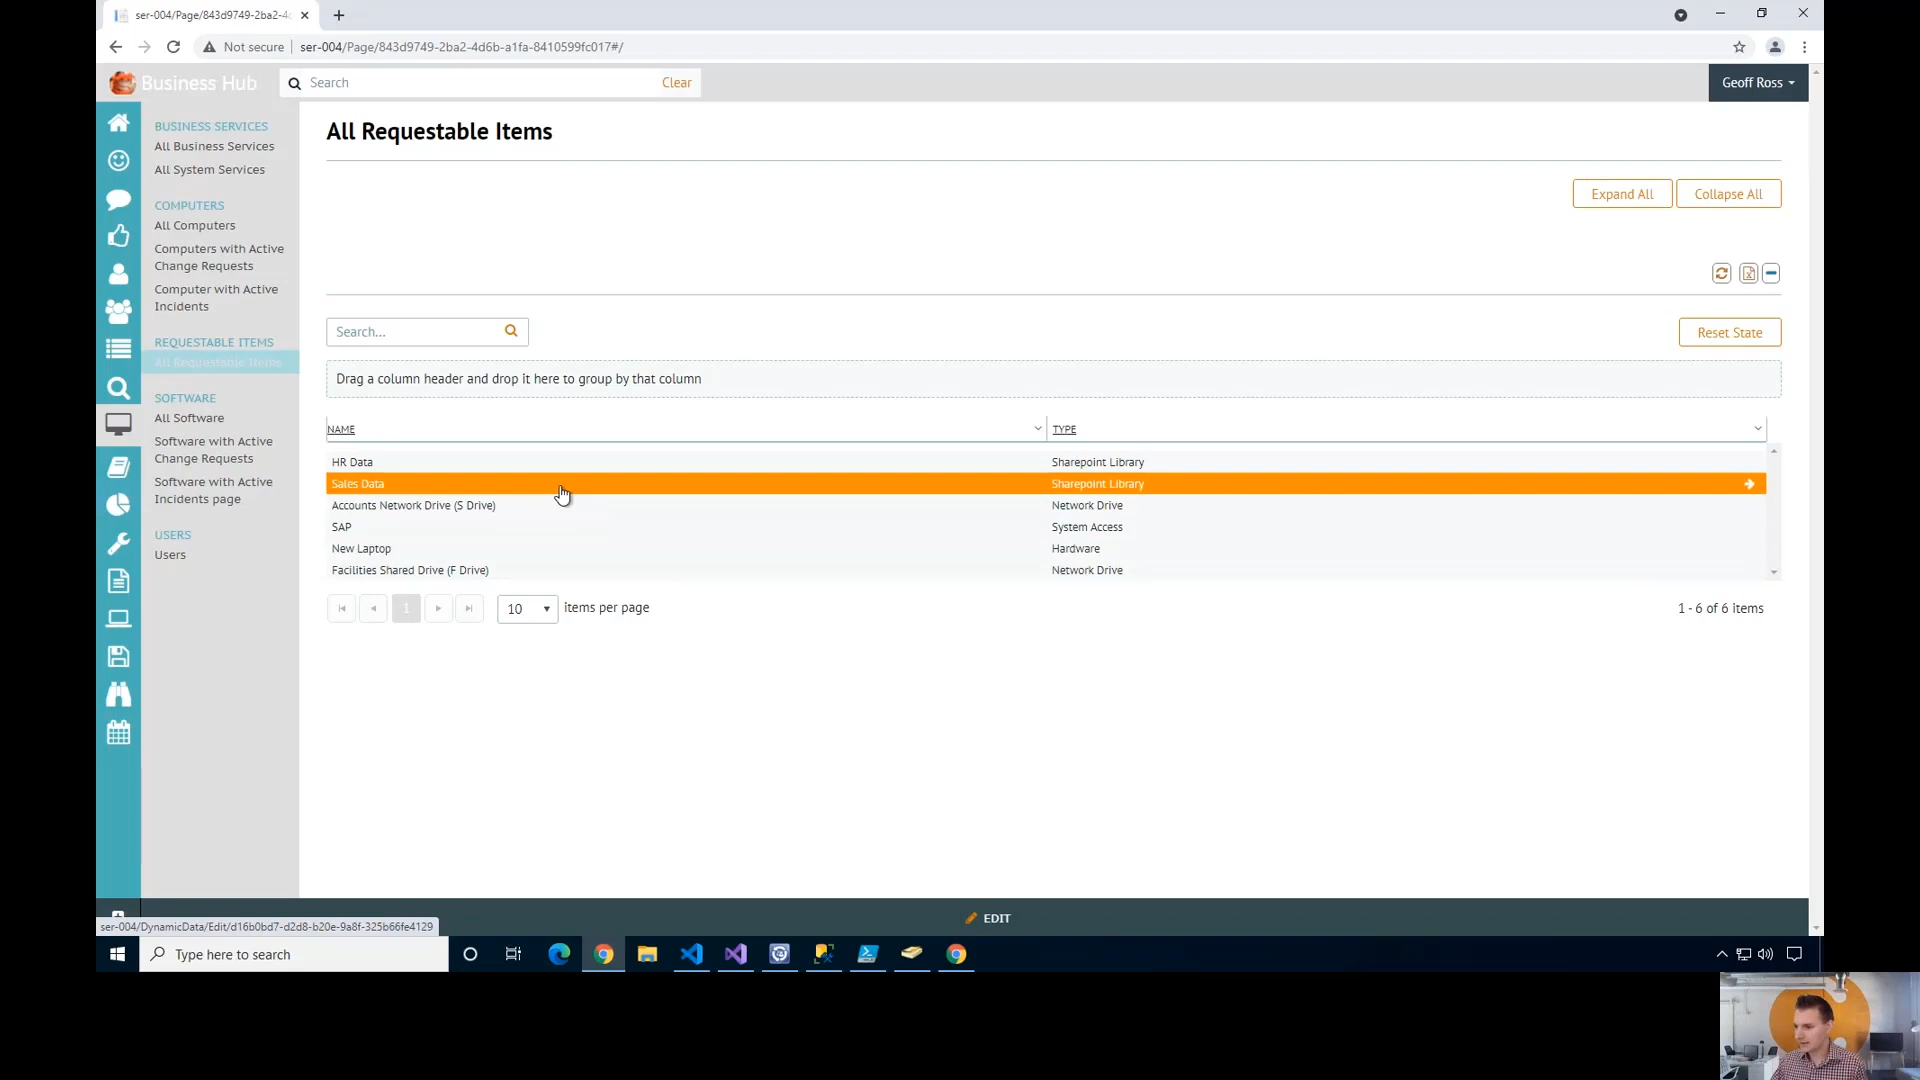 ser-004/Page/843d9749-2ba2-4
Not secure
ser-004/Page/843d9749-2ba2-4d6b-a1fa-8410599fc017#/
Business Hub
Search
Clear
Geoff Ross
BUSINESS SERVICES
All Business Services
All System Services
COMPUTERS
All Computers
Computers with Active
Change Requests
Computer with Active
Incidents
REQUESTABLE ITEMS
All Requestable Items
SOFTWARE
All Software
Software with Active
Change Requests
Software with Active
Incidents page
USERS
Users
All Requestable Items
Expand All
Collapse All
Search...
Reset State
Drag a column header and drop it here to group by that column
NAME
TYPE
HR Data
Sharepoint Library
Sales Data
Sharepoint Library
Accounts Network Drive (S Drive)
Network Drive
SAP
System Access
New Laptop
Hardware
Facilities Shared Drive (F Drive)
Network Drive
1
10
items per page
1 - 6 of 6 items
EDIT
ser-004/DynamicData/Edit/d16b0bd7-d2d8-b20e-9a8f-325b66fe4129
Type here to search